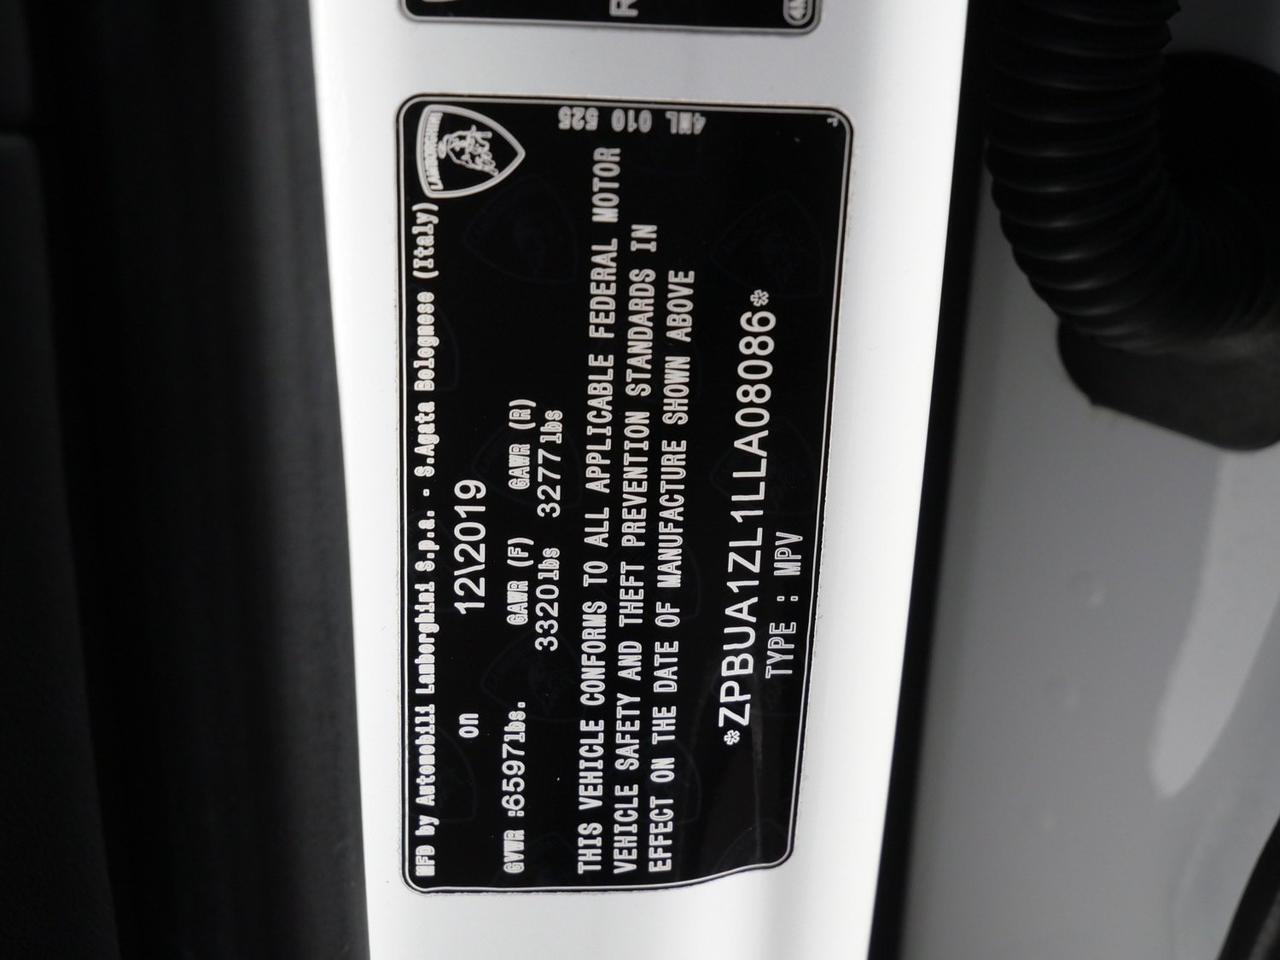 LAMBORGHINI
MFD by Automobili Lamborghini S.p.a. - S.Agata Bolognese (Italy)
on 12\2019
GVWR :6597lbs. GAWR (F) GAWR (R)
3320lbs 3277lbs
THIS VEHICLE CONFORMS TO ALL APPLICABLE FEDERAL MOTOR
VEHICLE SAFETY AND THEFT PREVENTION STANDARDS IN
EFFECT ON THE DATE OF MANUFACTURE SHOWN ABOVE
*ZPBUA1ZL1LLA08086*
TYPE : MPV
4ML 010 525